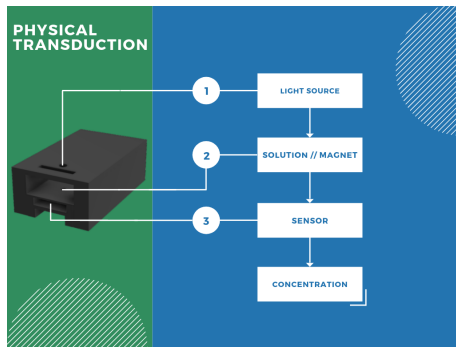 PHYSICAL
TRANSDUCTION
1
LIGHT SOURCE
2
SOLUTION // MAGNET
3
SENSOR
CONCENTRATION